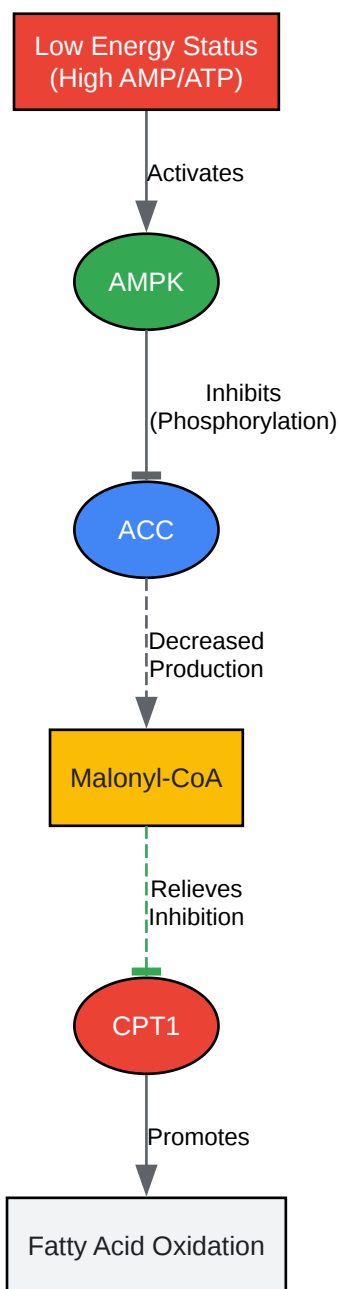 Low Energy Status
(High AMP/ATP)
Activates
AMPK
Inhibits
(Phosphorylation)
ACC
Decreased
Production
Malonyl-CoA
Relieves
Inhibition
CPT1
Promotes
Fatty Acid Oxidation